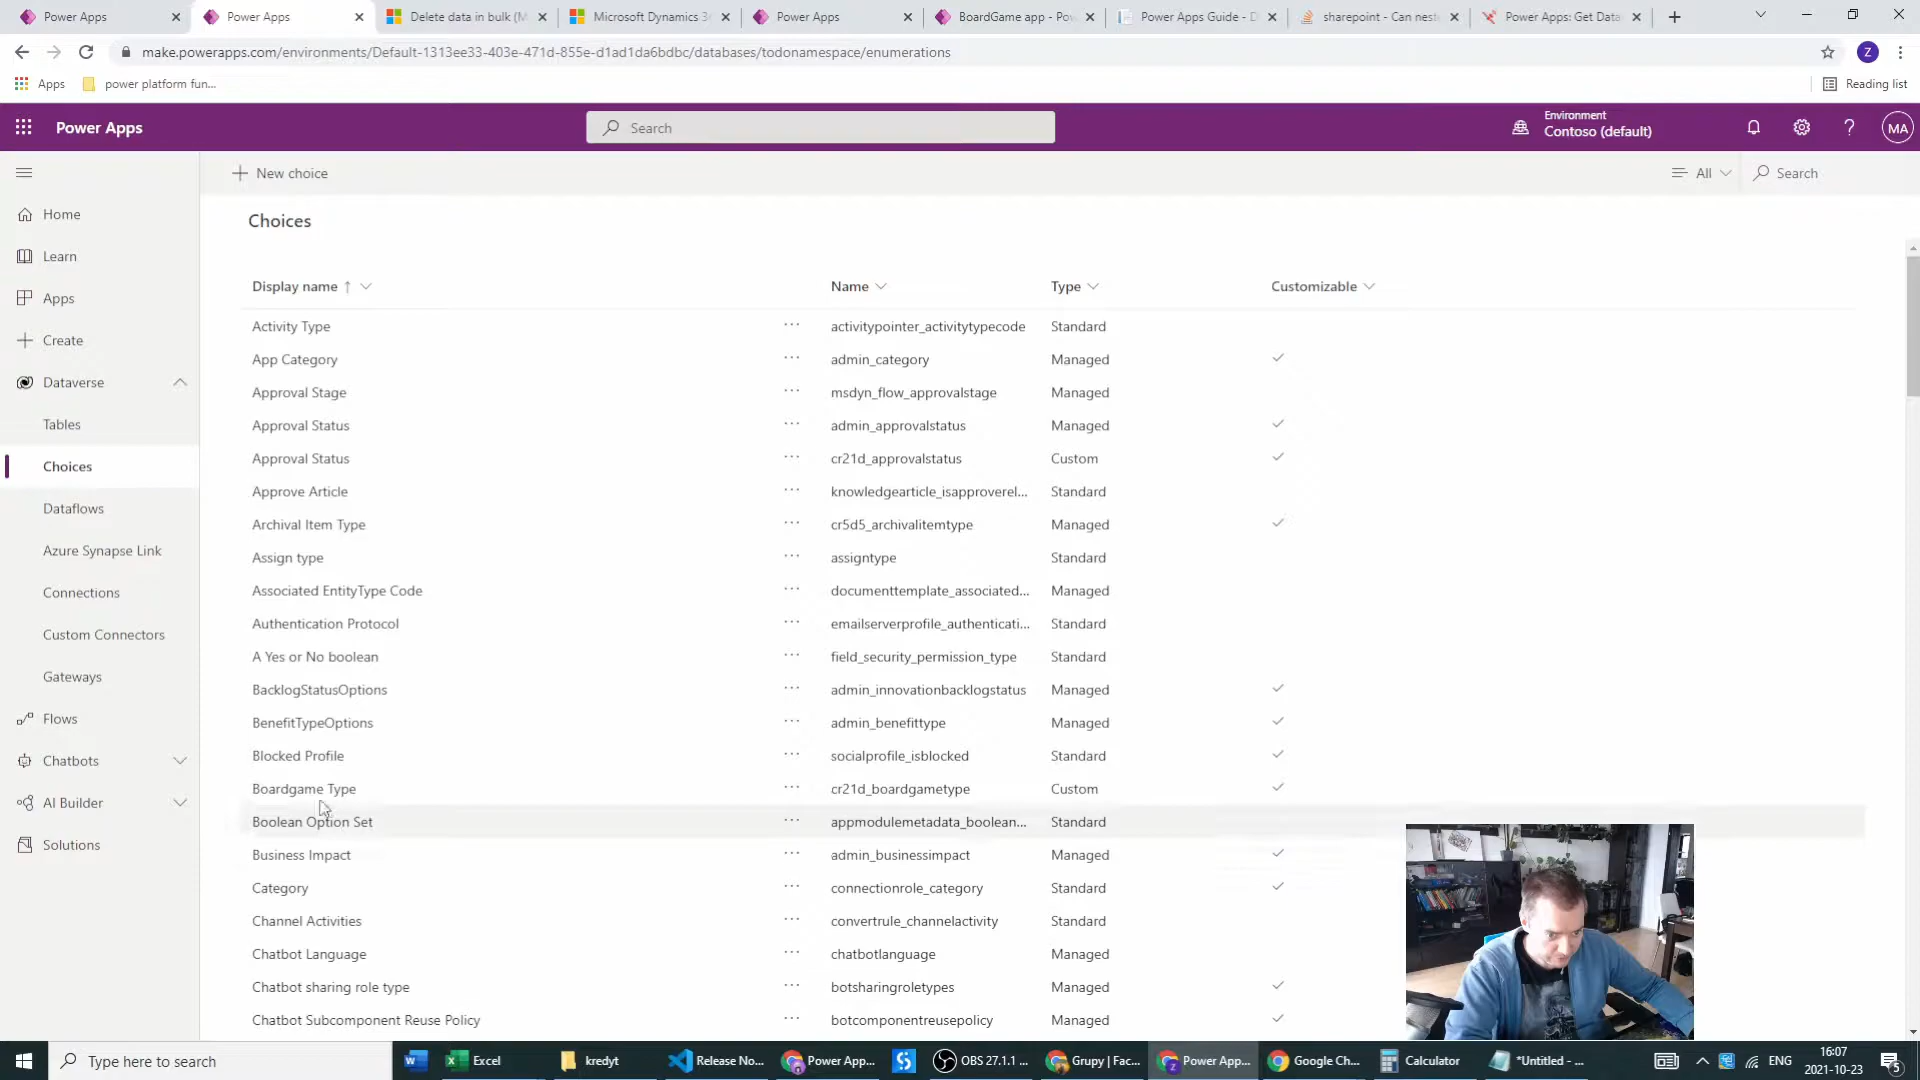 Power Apps
Power Apps
Delete data in bulk (M
Microsoft Dynamics 3
Power Apps
BoardGame app - Po
Power Apps Guide - D
sharepoint - Can nest
Power Apps: Get Data
make.powerapps.com/environments/Default-1313ee33-403e-471d-855e-d1ad1da6bdbc/databases/todonamespace/enumerations
Z
Apps
power platform fun...
Reading list
Power Apps
Search
Environment
Contoso (default)
MA
New choice
All
Search
Home
Learn
Apps
Create
Dataverse
Tables
Choices
Dataflows
Azure Synapse Link
Connections
Custom Connectors
Gateways
Flows
Chatbots
AI Builder
Solutions
Choices
Display name ↑ Name Type Customizable
Activity Type ··· activitypointer_activitytypecode Standard
App Category ··· admin_category Managed ✓
Approval Stage ··· msdyn_flow_approvalstage Managed
Approval Status ··· admin_approvalstatus Managed ✓
Approval Status ··· cr21d_approvalstatus Custom ✓
Approve Article ··· knowledgearticle_isapproverel... Standard
Archival Item Type ··· cr5d5_archivalitemtype Managed ✓
Assign type ··· assigntype Standard
Associated EntityType Code ··· documenttemplate_associated... Managed
Authentication Protocol ··· emailserverprofile_authenticati... Standard
A Yes or No boolean ··· field_security_permission_type Standard
BacklogStatusOptions ··· admin_innovationbacklogstatus Managed ✓
BenefitTypeOptions ··· admin_benefittype Managed ✓
Blocked Profile ··· socialprofile_isblocked Standard ✓
Boardgame Type ··· cr21d_boardgametype Custom ✓
Boolean Option Set ··· appmodulemetadata_boolean... Standard
Business Impact ··· admin_businessimpact Managed ✓
Category ··· connectionrole_category Standard ✓
Channel Activities convertrule_channelactivity Standard
Chatbot Language ··· chatbotlanguage Managed
Chatbot sharing role type ··· botsharingroletypes Managed ✓
Chatbot Subcomponent Reuse Policy ··· botcomponentreusepolicy Managed ✓
Type here to search
Excel
kredyt
Release No...
Power App...
OBS 27.1.1 ...
Grupy | Fac...
Power App...
Google Ch...
Calculator
*Untitled - ...
ENG
16:07
2021-10-23
5